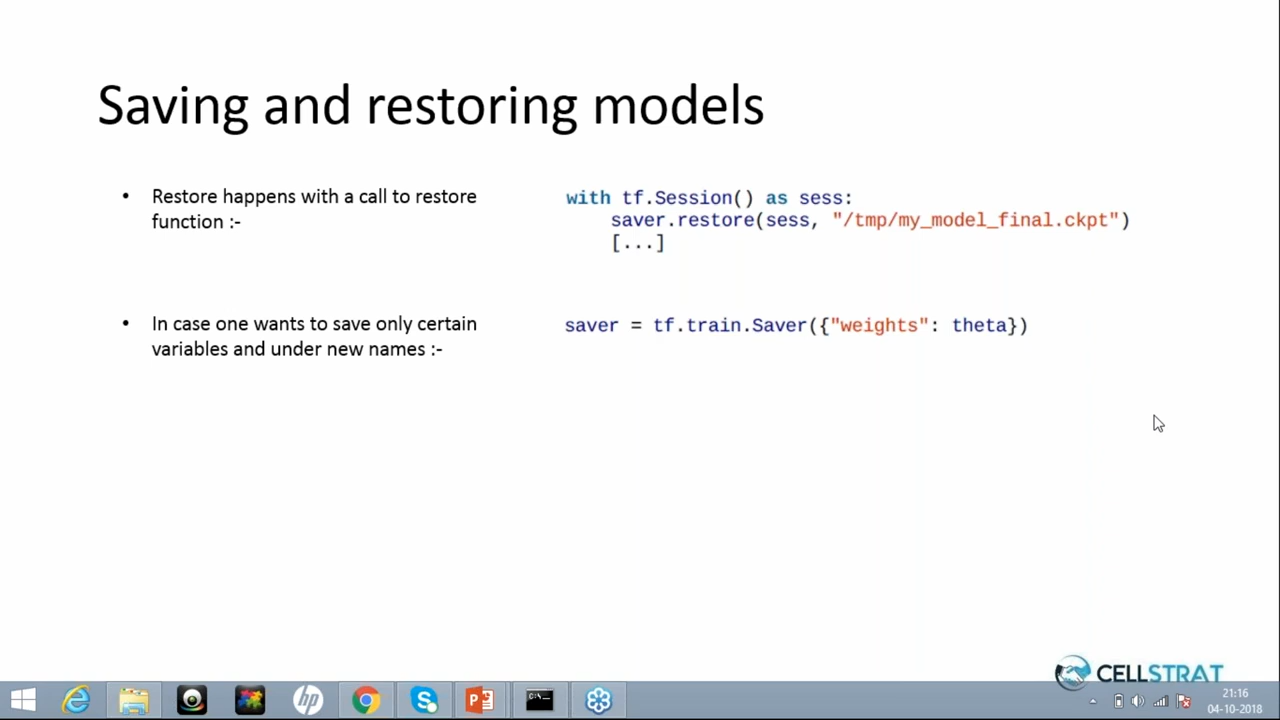 Saving and restoring models
• Restore happens with a call to restore
function :-
with tf.Session() as sess:
saver.restore(sess, "/tmp/my_model_final.ckpt")
[...]
• In case one wants to save only certain
variables and under new names :-
saver = tf.train.Saver({"weights": theta})
CELLSTRAT
hp
C:\.
21:16
04-10-2018